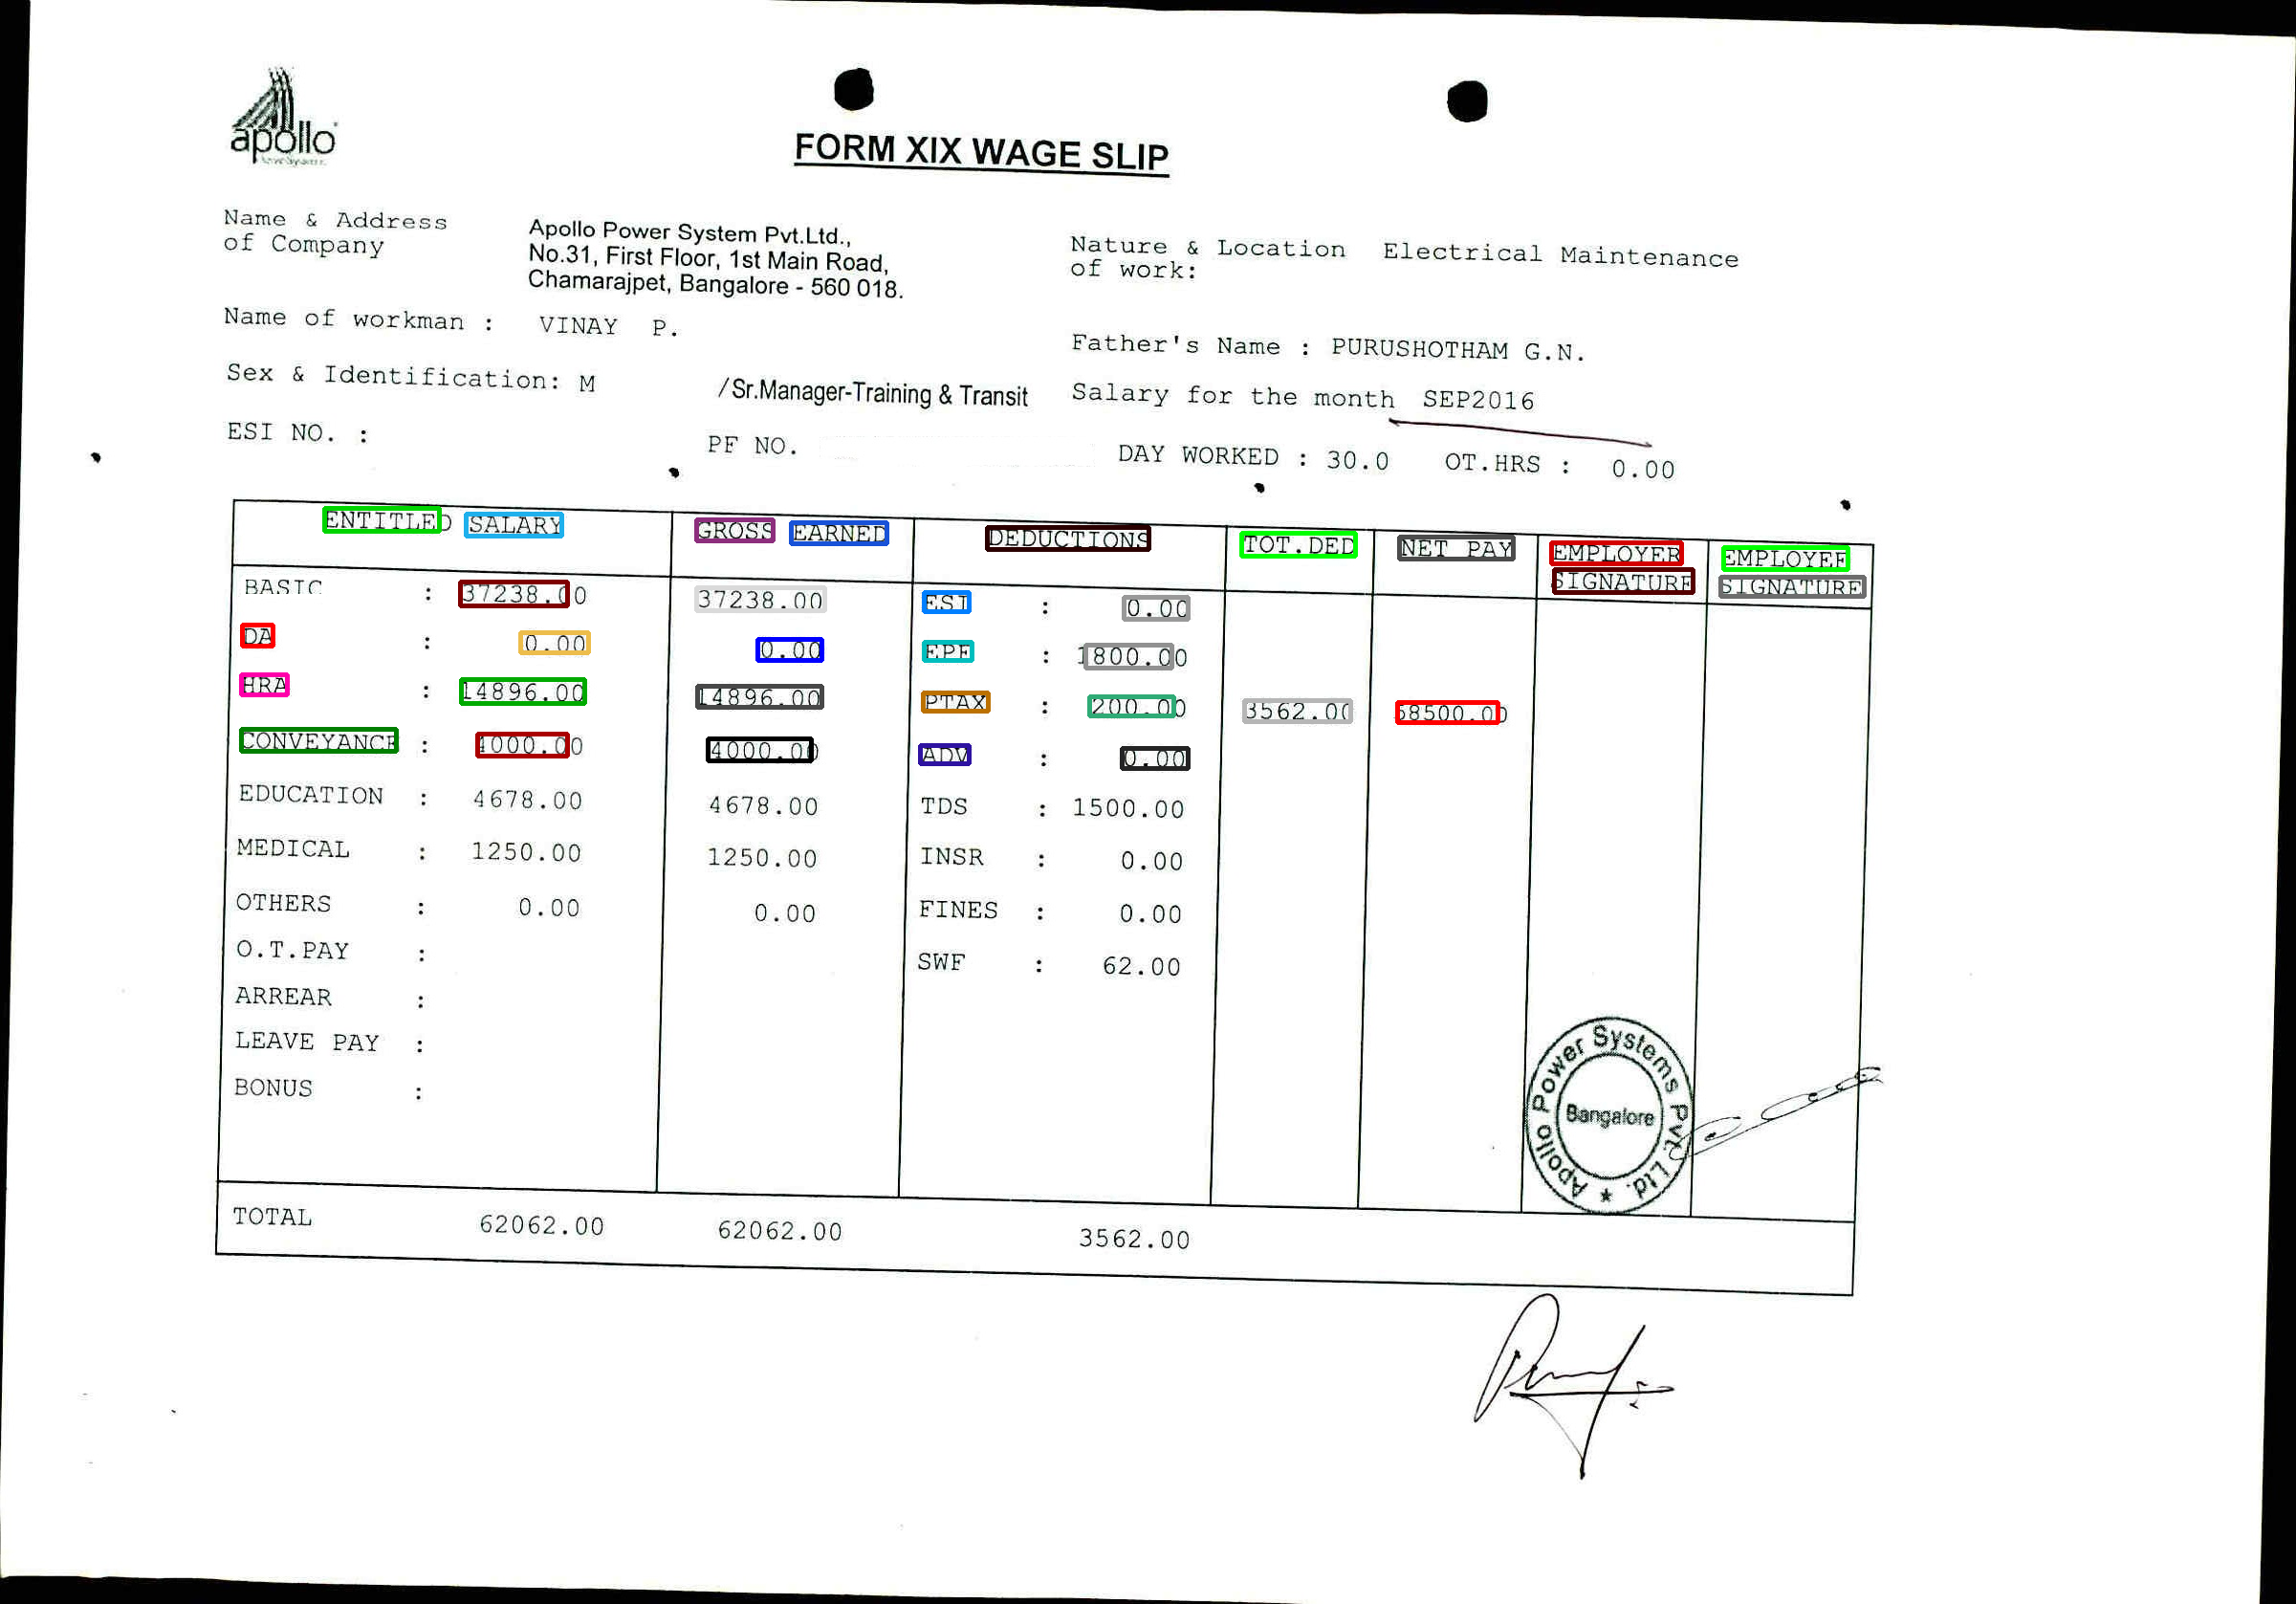 apollo
FORM XIX WAGE SLIP
Name & Address of Company
Apollo Power System Pvt.Ltd.,
No.31, First Floor, 1st Main Road,
Chamarajpet, Bangalore - 560 018.
Nature & Location Electrical Maintenance
of work:
Name of workman : VINAY P.
Father's Name : PURUSHOTHAM G.N.
Sex & Identification: M /Sr.Manager-Training & Transit
Salary for the month SEP2016
ESI NO. : PF NO. DAY WORKED : 30.0 OT.HRS : 0.00
ENTITLED SALARY GROSS EARNED DEDUCTIONS TOT.DED NET PAY EMPLOYER SIGNATURE EMPLOYEE SIGNATURE
BASIC : 37238.00 37238.00 ESI : 0.00
DA : 0.00 0.00 EPF : 1800.00
HRA : 14896.00 14896.00 PTAX : 200.00 3562.00 58500.00
CONVEYANCE : 4000.00 4000.00 ADV : 0.00
EDUCATION : 4678.00 4678.00 TDS : 1500.00
MEDICAL : 1250.00 1250.00 INSR : 0.00
OTHERS : 0.00 0.00 FINES : 0.00
O.T.PAY : SWF : 62.00
ARREAR :
LEAVE PAY :
BONUS :
Apollo Power Systems Pvt. Ltd. ★
Bangalore
TOTAL 62062.00 62062.00 3562.00